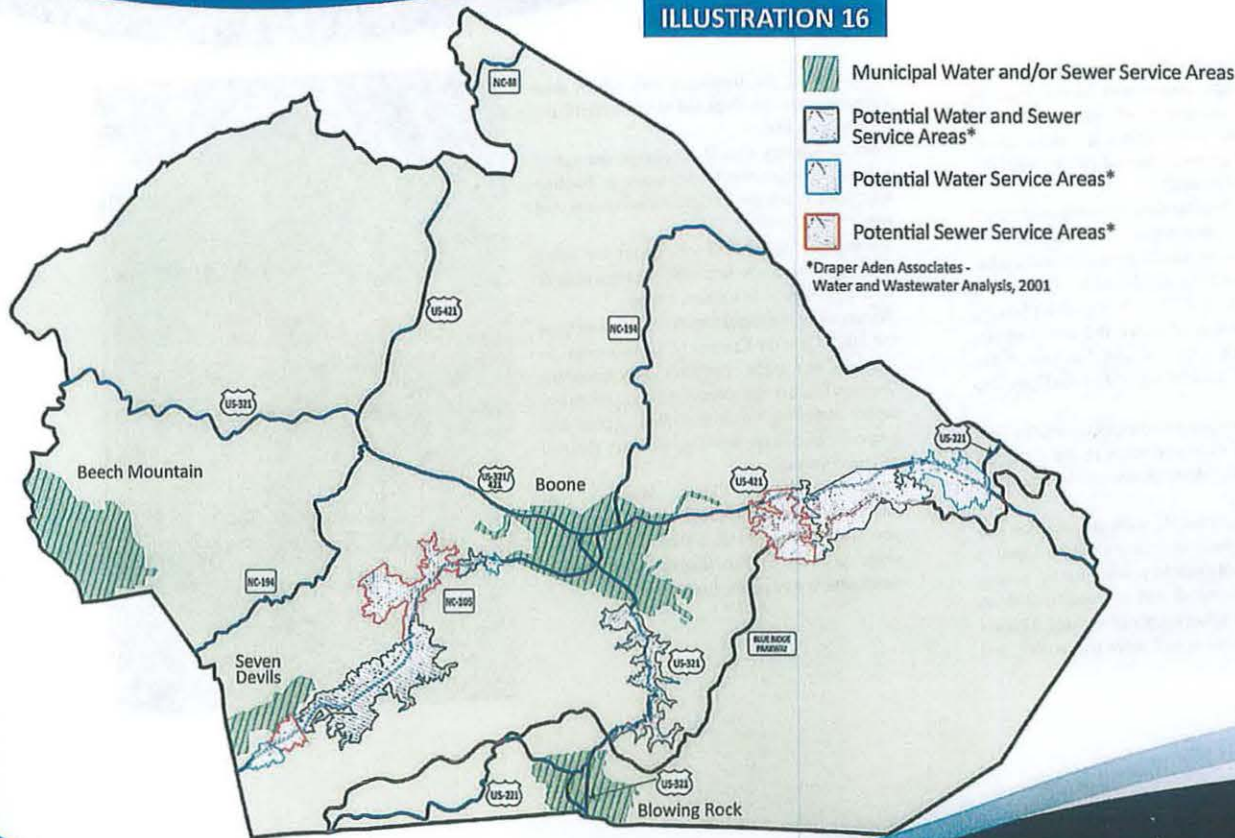 ILLUSTRATION 16
Municipal Water and/or Sewer Service Areas
Potential Water and Sewer
Service Areas*
Potential Water Service Areas*
Potential Sewer Service Areas*
*Draper Aden Associates -
Water and Wastewater Analysis, 2001
US-421
NC-194
US-321
Beech Mountain
US-321/
421
Boone
US-421
US-221
NC-194
NC-105
Seven
Devils
BLUE RIDGE
PARKWAY
US-321
US-321
US-221
Blowing Rock